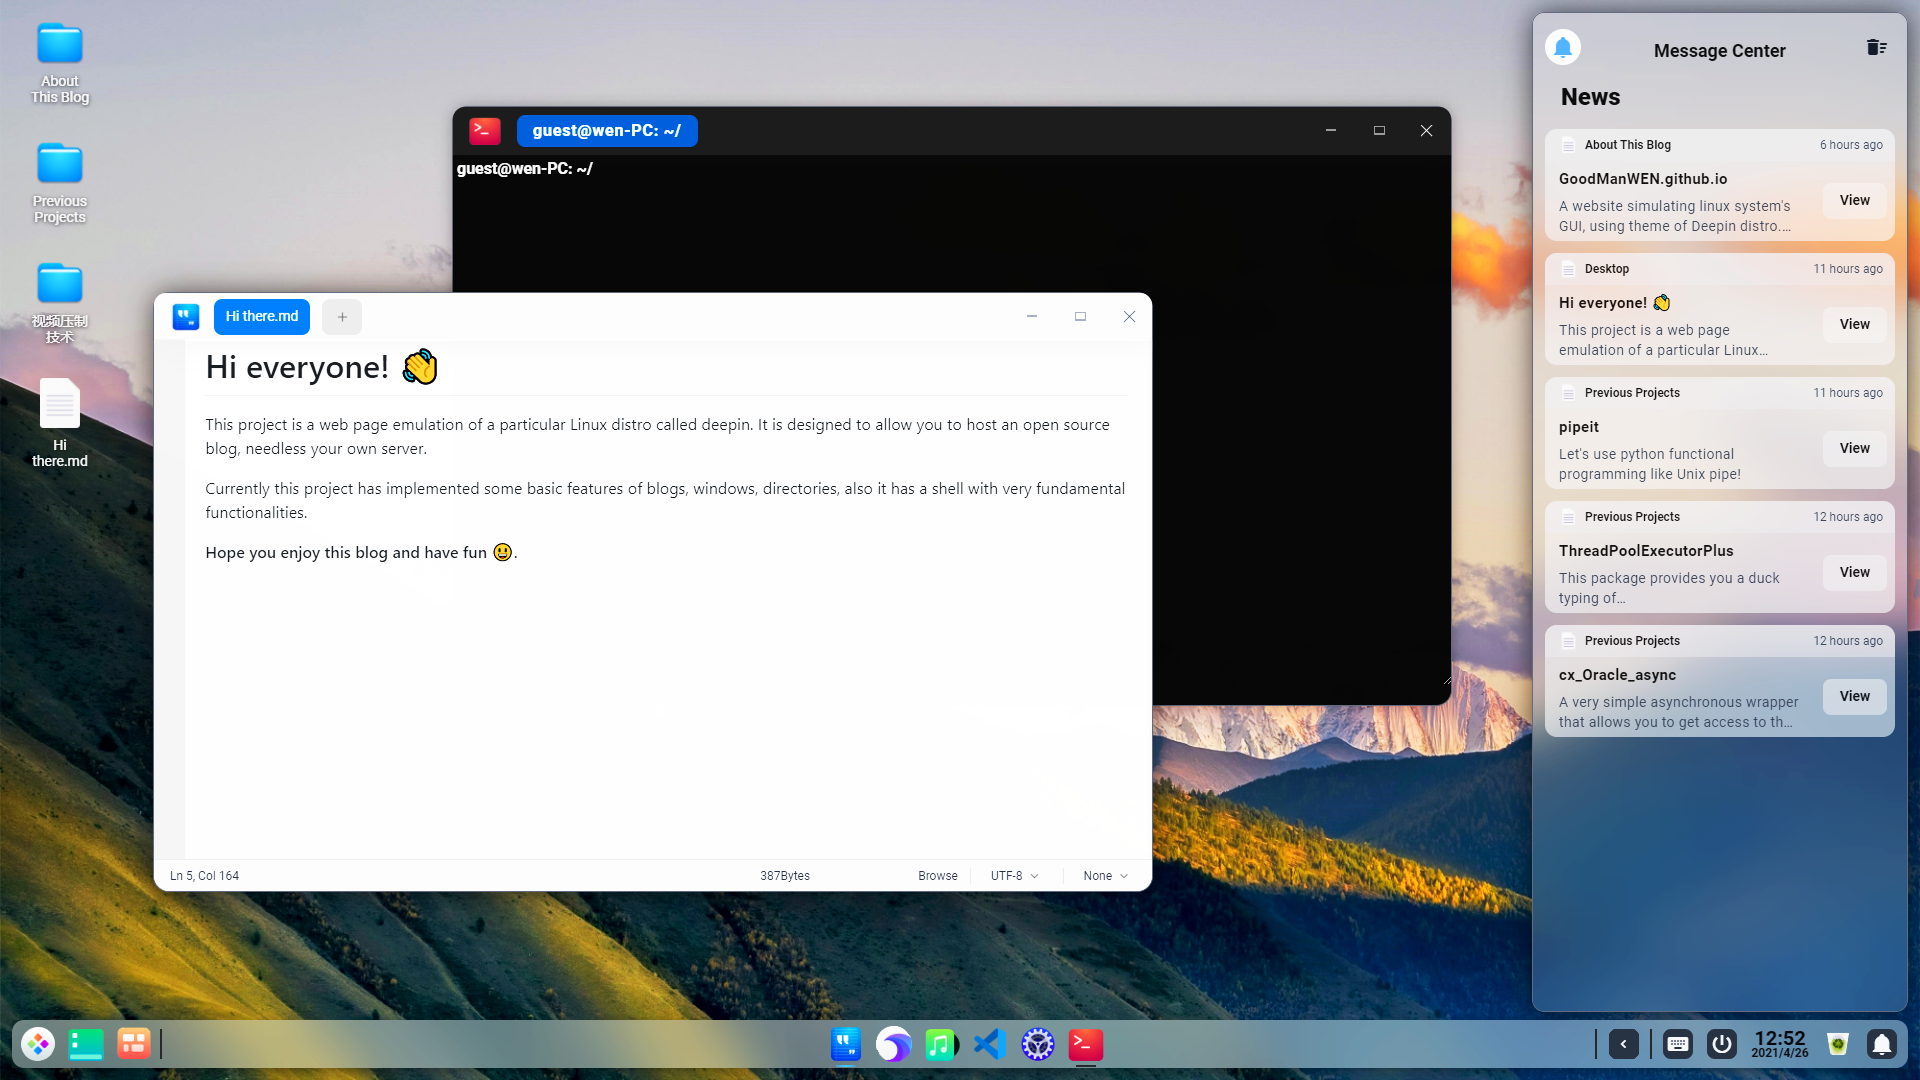 About
This Blog
Previous
Projects
视频压制
技术
Hi
there.md
guest@wen-PC: ~/
guest@wen-PC: ~/
Hi there.md
Hi everyone! 👋
This project is a web page emulation of a particular Linux distro called deepin. It is designed to allow you to host an open source
blog, needless your own server.
Currently this project has implemented some basic features of blogs, windows, directories, also it has a shell with very fundamental
functionalities.
Hope you enjoy this blog and have fun 😃.
Ln 5, Col 164
387Bytes
Browse
UTF-8
None
Message Center
News
About This Blog
6 hours ago
GoodManWEN.github.io
A website simulating linux system's
GUI, using theme of Deepin distro....
View
Desktop
11 hours ago
Hi everyone! 👋
This project is a web page
emulation of a particular Linux...
View
Previous Projects
11 hours ago
pipeit
Let's use python functional
programming like Unix pipe!
View
Previous Projects
12 hours ago
ThreadPoolExecutorPlus
This package provides you a duck
typing of...
View
Previous Projects
12 hours ago
cx_Oracle_async
A very simple asynchronous wrapper
that allows you to get access to th...
View
12:52
2021/4/26